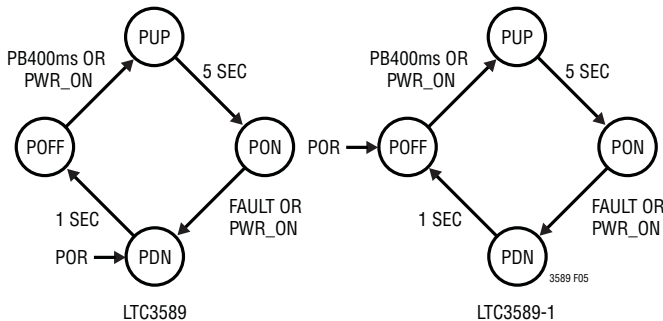 PUP
PB400ms OR
PWR_ON
5 SEC
POFF
PON
1 SEC
FAULT OR
PWR_ON
POR
PDN
LTC3589
PUP
PB400ms OR
PWR_ON
5 SEC
POR
POFF
PON
1 SEC
FAULT OR
PWR_ON
PDN
3589 F05
LTC3589-1